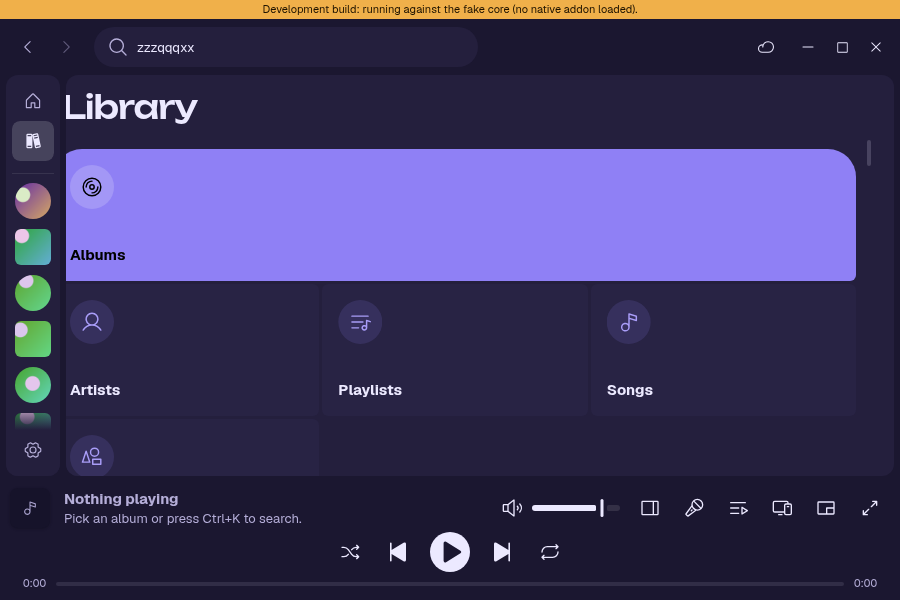 Development build: running against the fake core (no native addon loaded).
zzzqqqxx
Library
Albums
Artists
Playlists
Songs
Nothing playing
Pick an album or press Ctrl+K to search.
0:00
0:00